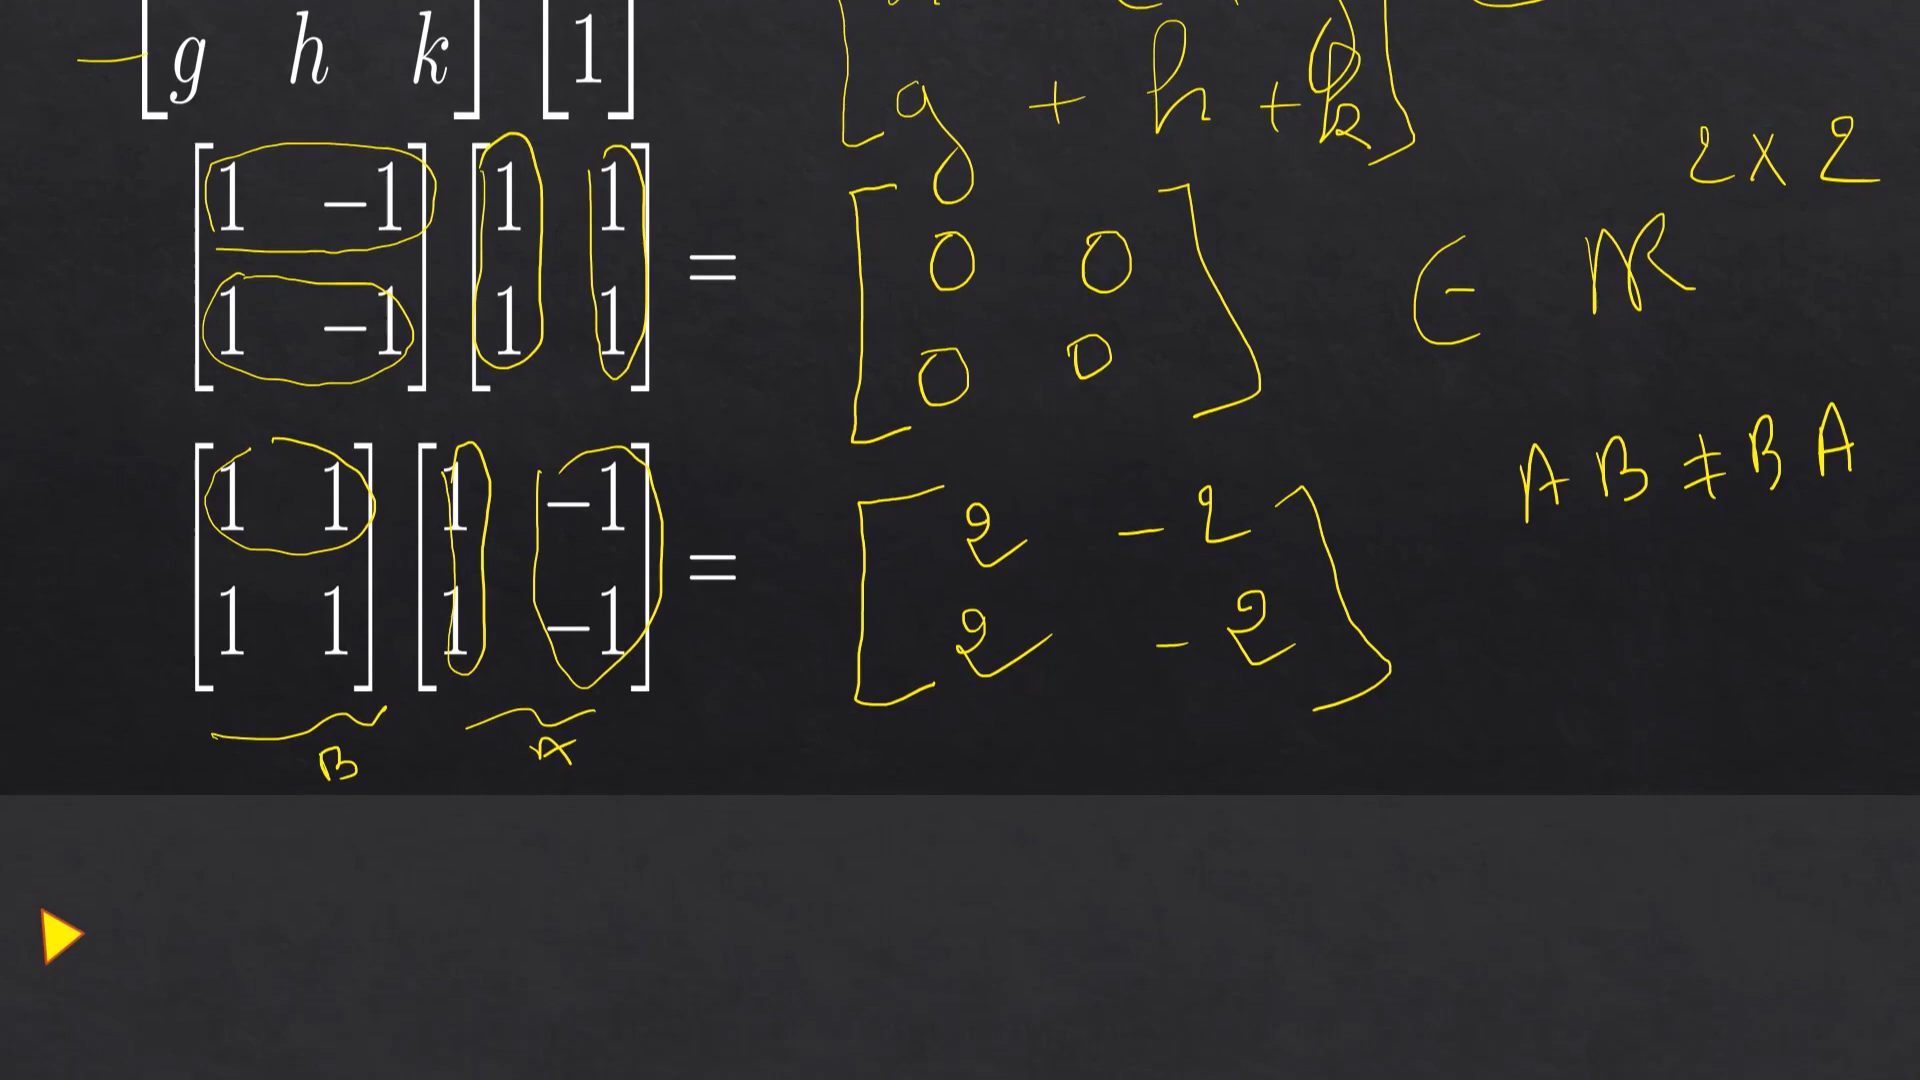 g h k 1 g + h + k
1 -1 1 1 = 0 0 ∈ ℝ 2 × 2
1 -1 1 1 0 0
1 1 1 -1 = 2 -2 AB ≠ BA
1 1 1 -1 2 -2
B A